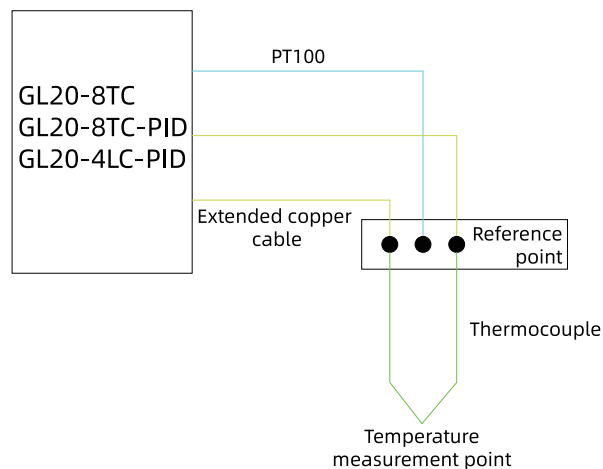 PT100
GL20-8TC
GL20-8TC-PID
GL20-4LC-PID
Extended copper
cable
Reference
point
Thermocouple
Temperature
measurement point